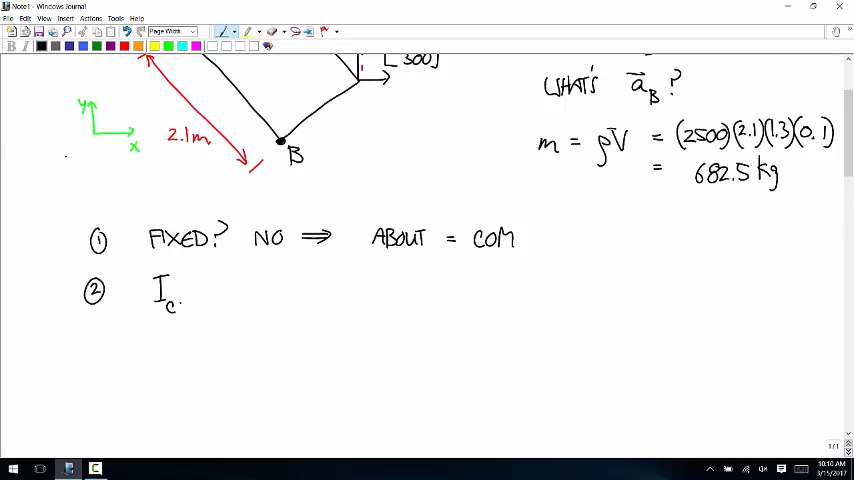 Note1 - Windows Journal
File Edit View Insert Actions Tools Help
Page Width
B I
[ 300]
WHAT'S a⃗B?
y
x
2.1m
B
m = ρV = (2500)(2.1)(1.3)(0.1)
= 682.5 kg
① FIXED? NO ⟹ ABOUT = COM
② Ic
1/1
10:10 AM
3/15/2017